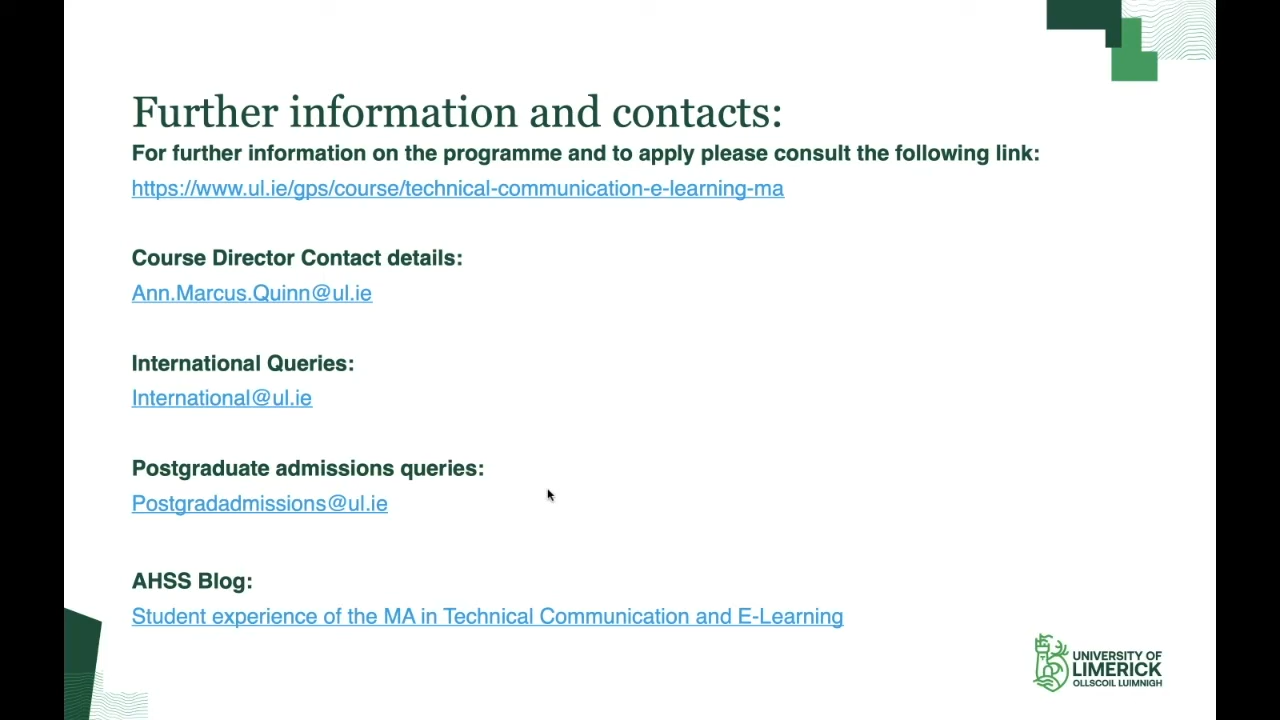 Further information and contacts:
For further information on the programme and to apply please consult the following link:
https://www.ul.ie/gps/course/technical-communication-e-learning-ma
Course Director Contact details:
Ann.Marcus.Quinn@ul.ie
International Queries:
International@ul.ie
Postgraduate admissions queries:
Postgradadmissions@ul.ie
AHSS Blog:
Student experience of the MA in Technical Communication and E-Learning
UNIVERSITY OF
LIMERICK
OLLSCOIL LUIMNIGH